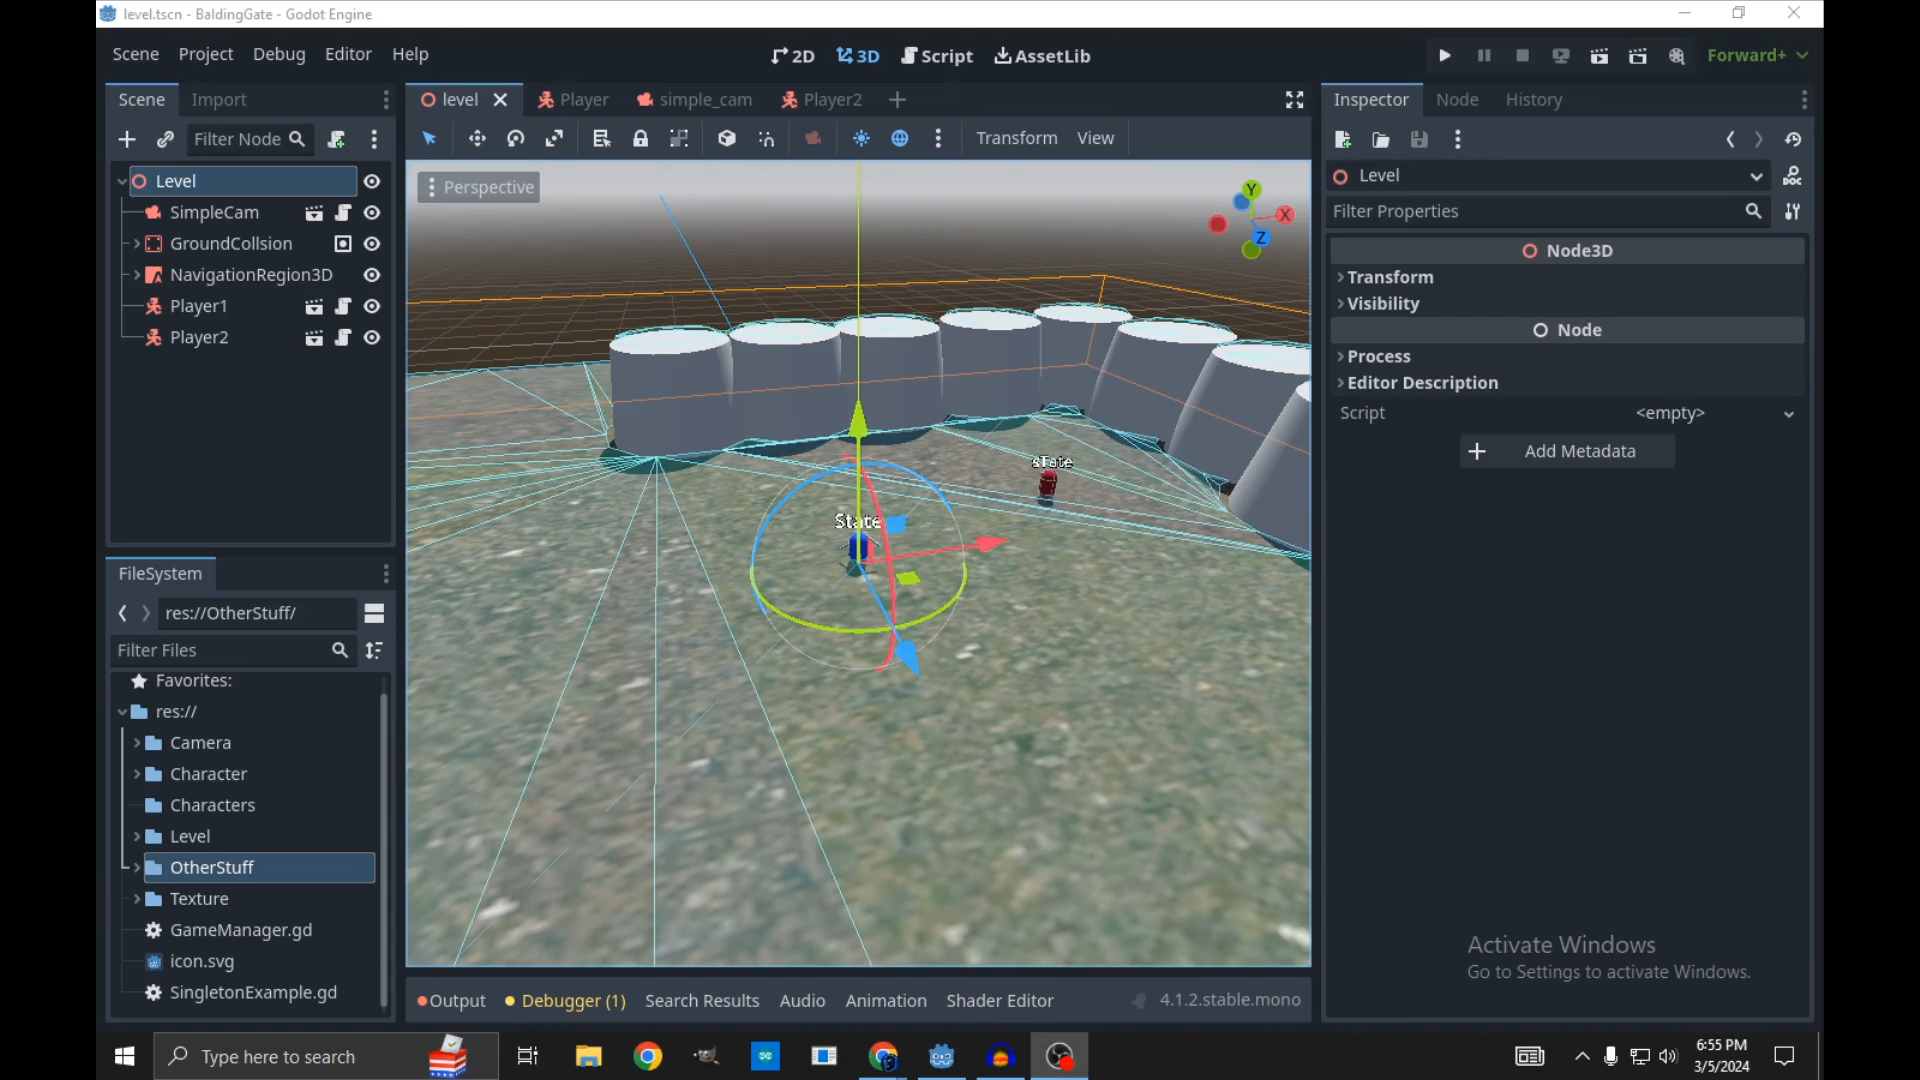 level.tscn - BaldingGate - Godot Engine
Scene Project Debug Editor Help
2D 3D Script AssetLib
Forward+
Scene Import
level Player simple_cam Player2
Inspector Node History
Filter Node
Transform View
Level
SimpleCam
GroundCollsion
NavigationRegion3D
Player1
Player2
Perspective
Y
X
Z
sTate
State
Level
DOC
Filter Properties
Node3D
Transform
Visibility
Node
Process
Editor Description
Script <empty>
Add Metadata
FileSystem
res://OtherStuff/
Filter Files
Favorites:
res://
Camera
Character
Characters
Level
OtherStuff
Texture
GameManager.gd
icon.svg
SingletonExample.gd
Activate Windows
Go to Settings to activate Windows.
Output Debugger (1) Search Results Audio Animation Shader Editor 4.1.2.stable.mono
Type here to search
6:55 PM
3/5/2024